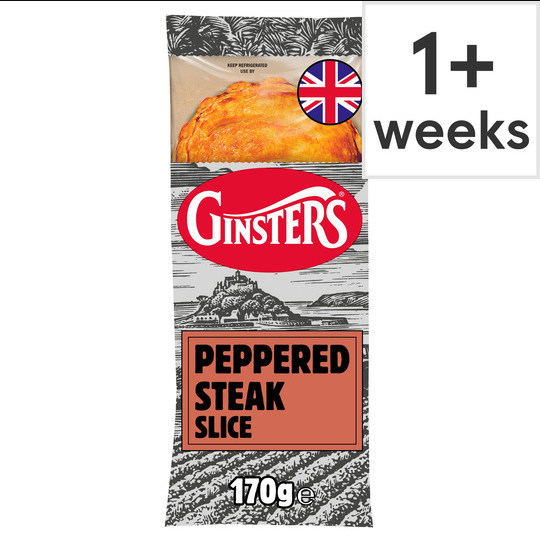 KEEP REFRIGERATED
USE BY
1+
weeks
GINSTERS®
PEPPERED
STEAK
SLICE
170g e